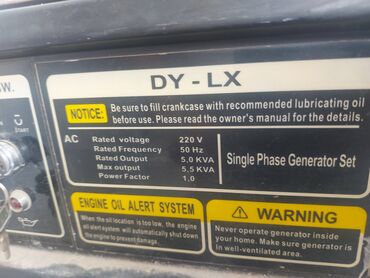 DY - LX
NOTICE: Be sure to fill crankcase with recommended lubricating oil
before use. Please read the owner's manual for the details.
AC Rated voltage 220 V
Rated Frequency 50 Hz
Rated Output 5,0 KVA
Max output 5,5 KVA
Power Factor 1,0
Single Phase Generator Set
START
ENGINE OIL ALERT SYSTEM
When the oil location is too low, the engine
oil alert system will automatically shut down
the engine to prevent damage.
WARNING
Never operate generator inside
your home. Make sure generator is
in well-ventilated area.